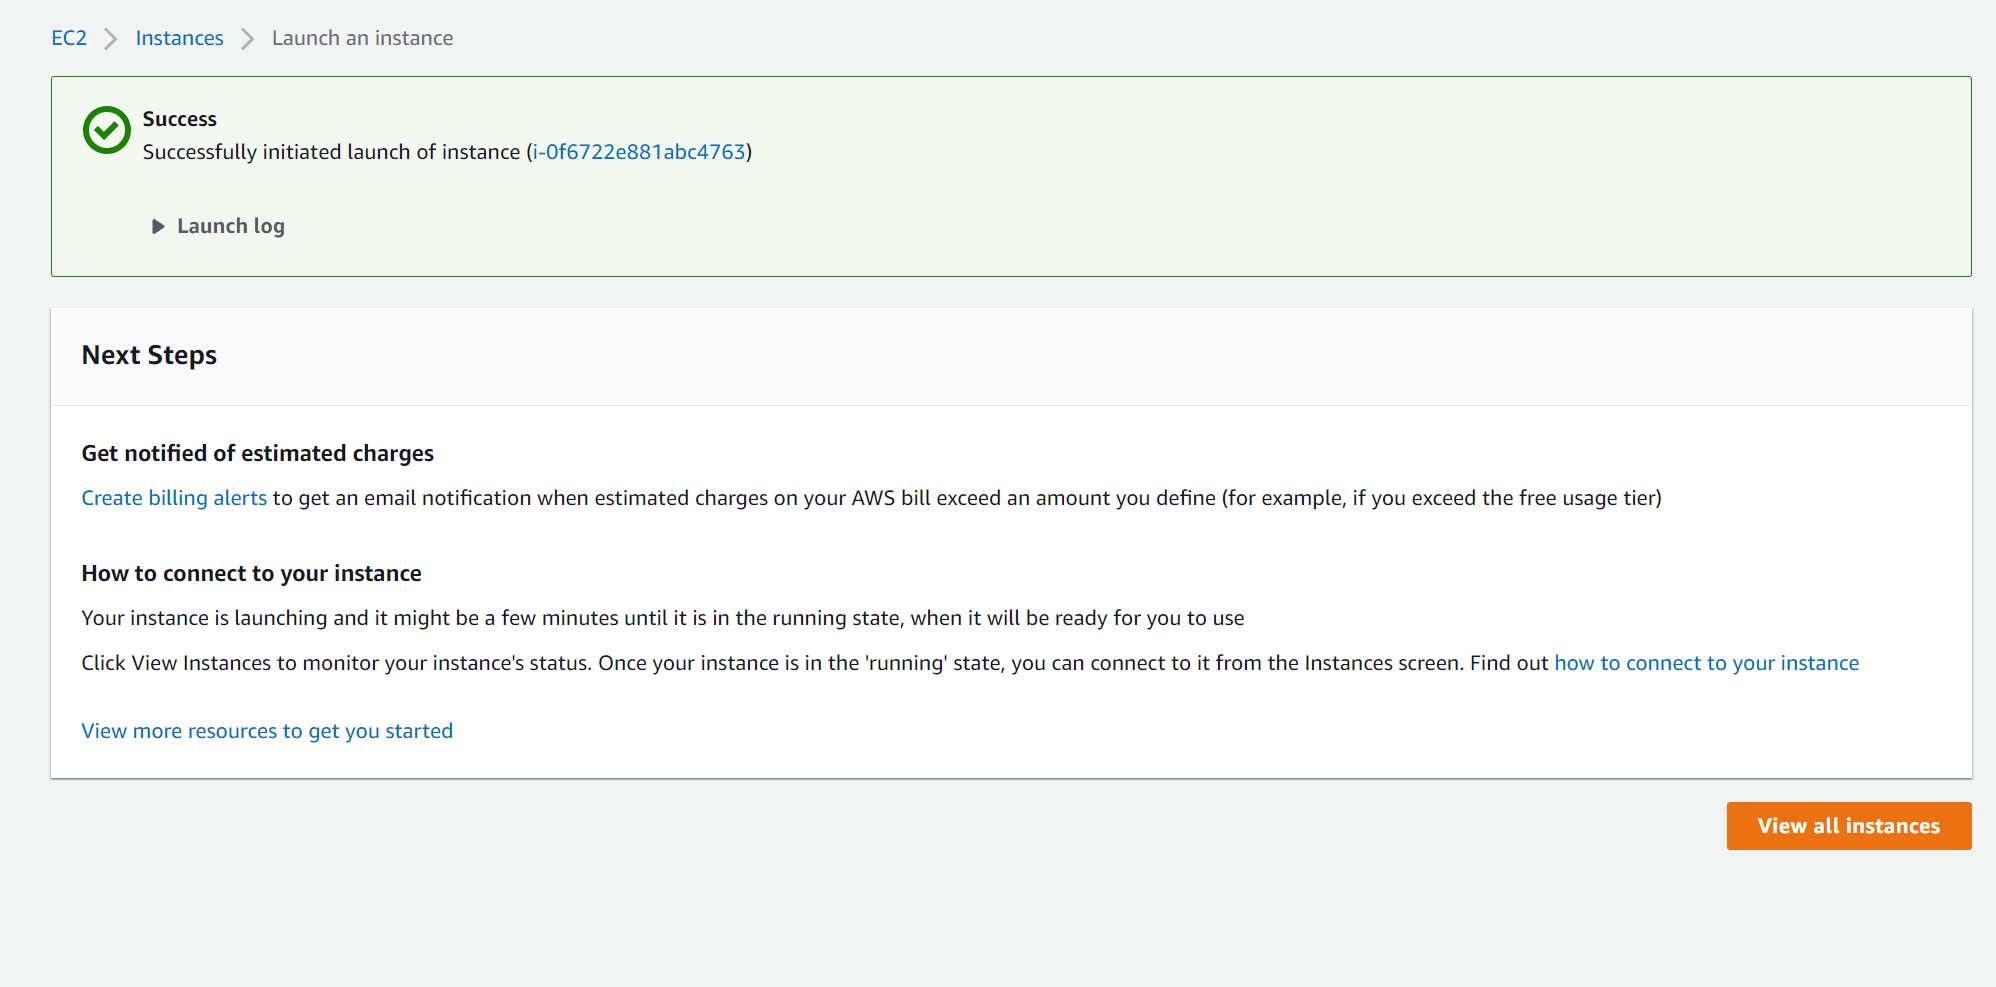 EC2 Instances Launch an instance
Success
Successfully initiated launch of instance (i-0f6722e881abc4763)
Launch log
Next Steps
Get notified of estimated charges
Create billing alerts to get an email notification when estimated charges on your AWS bill exceed an amount you define (for example, if you exceed the free usage tier)
How to connect to your instance
Your instance is launching and it might be a few minutes until it is in the running state, when it will be ready for you to use
Click View Instances to monitor your instance's status. Once your instance is in the 'running' state, you can connect to it from the Instances screen. Find out how to connect to your instance
View more resources to get you started
View all instances